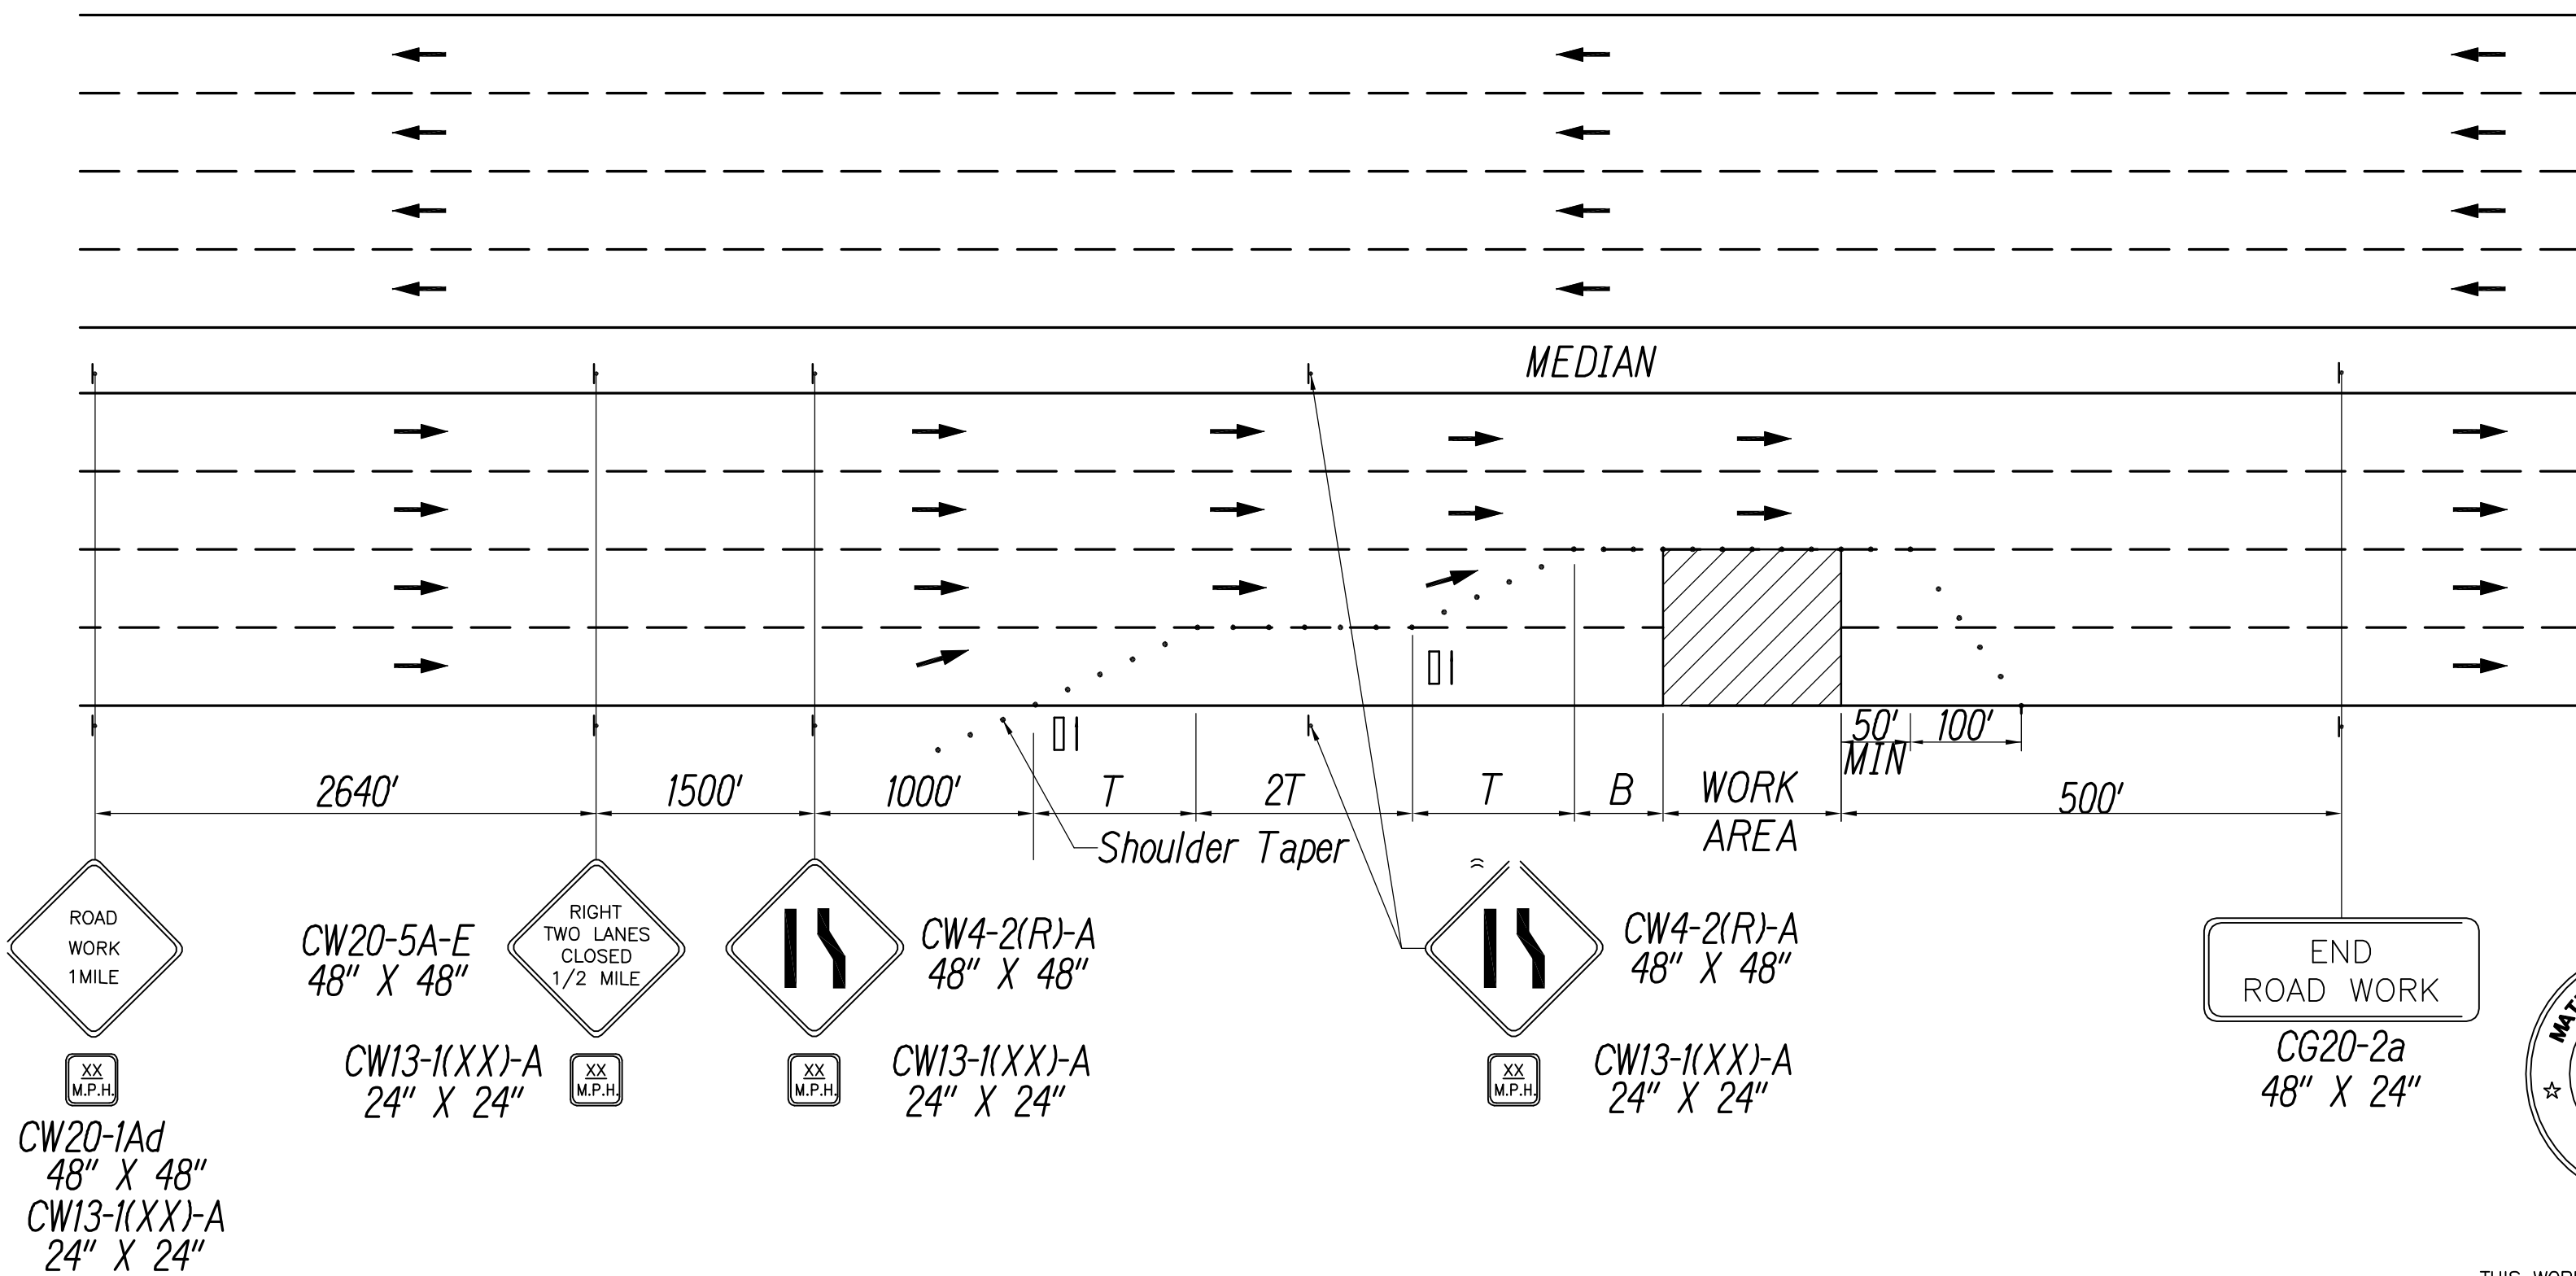 MEDIAN
50'
MIN
100'
2640'
1500'
1000'
T
2T
T
B
WORK
AREA
500'
Shoulder Taper
ROAD
WORK
1 MILE
XX
M.P.H.
CW20-1Ad
48" X 48"
CW13-1(XX)-A
24" X 24"
CW20-5A-E
48" X 48"
CW13-1(XX)-A
24" X 24"
RIGHT
TWO LANES
CLOSED
1/2 MILE
XX
M.P.H.
CW4-2(R)-A
48" X 48"
XX
M.P.H.
CW13-1(XX)-A
24" X 24"
CW4-2(R)-A
48" X 48"
XX
M.P.H.
CW13-1(XX)-A
24" X 24"
END
ROAD WORK
CG20-2a
48" X 24"